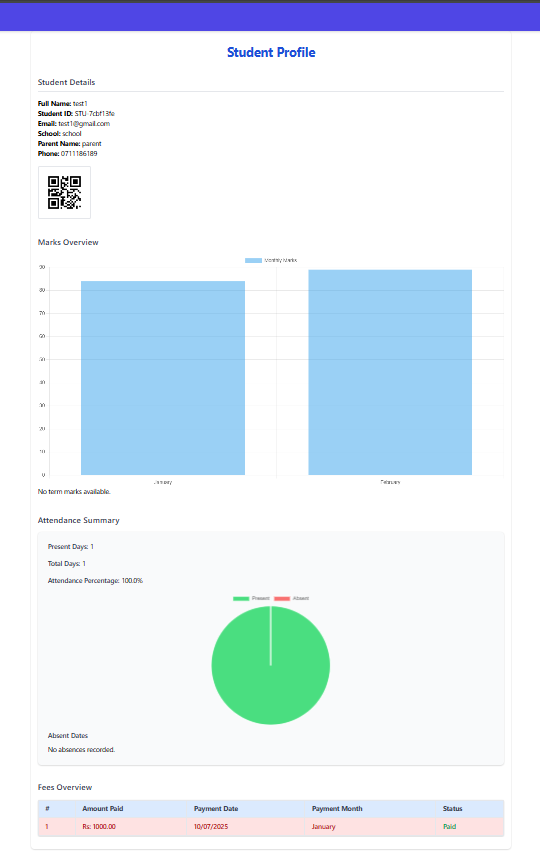 Student Profile
Student Details
Full Name: test1
Student ID: STU-7cbf13fe
Email: test1@gmail.com
School: school
Parent Name: parent
Phone: 0711186189
Marks Overview
Monthly Marks
90
80
70
60
50
40
30
20
10
0
January February
No term marks available.
Attendance Summary
Present Days: 1
Total Days: 1
Attendance Percentage: 100.0%
Present Absent
Absent Dates
No absences recorded.
Fees Overview
# Amount Paid Payment Date Payment Month Status
1 Rs: 1000.00 10/07/2025 January Paid